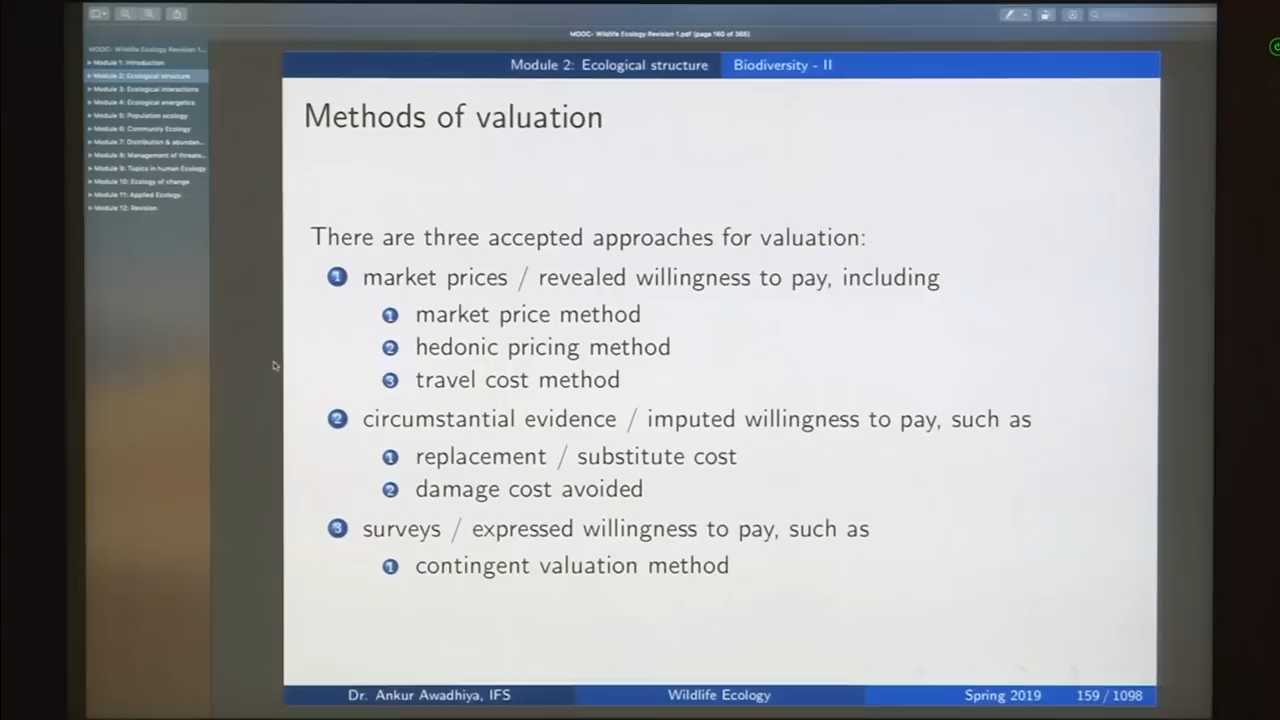 MOOC- Wildlife Ecology Revision 1.pdf (page 160 of 365)
MOOC- Wildlife Ecology Revision 1...
Module 1: Introduction
Module 2: Ecological structure
Module 3: Ecological interactions
Module 4: Ecological energetics
Module 5: Population ecology
Module 6: Community Ecology
Module 7: Distribution & abundan...
Module 8: Management of threate...
Module 9: Topics in human Ecology
Module 10: Ecology of change
Module 11: Applied Ecology
Module 12: Revision
Module 2: Ecological structure Biodiversity - II
Methods of valuation
There are three accepted approaches for valuation:
1 market prices / revealed willingness to pay, including
1 market price method
2 hedonic pricing method
3 travel cost method
2 circumstantial evidence / imputed willingness to pay, such as
1 replacement / substitute cost
2 damage cost avoided
3 surveys / expressed willingness to pay, such as
1 contingent valuation method
Dr. Ankur Awadhiya, IFS Wildlife Ecology Spring 2019 159 / 1098